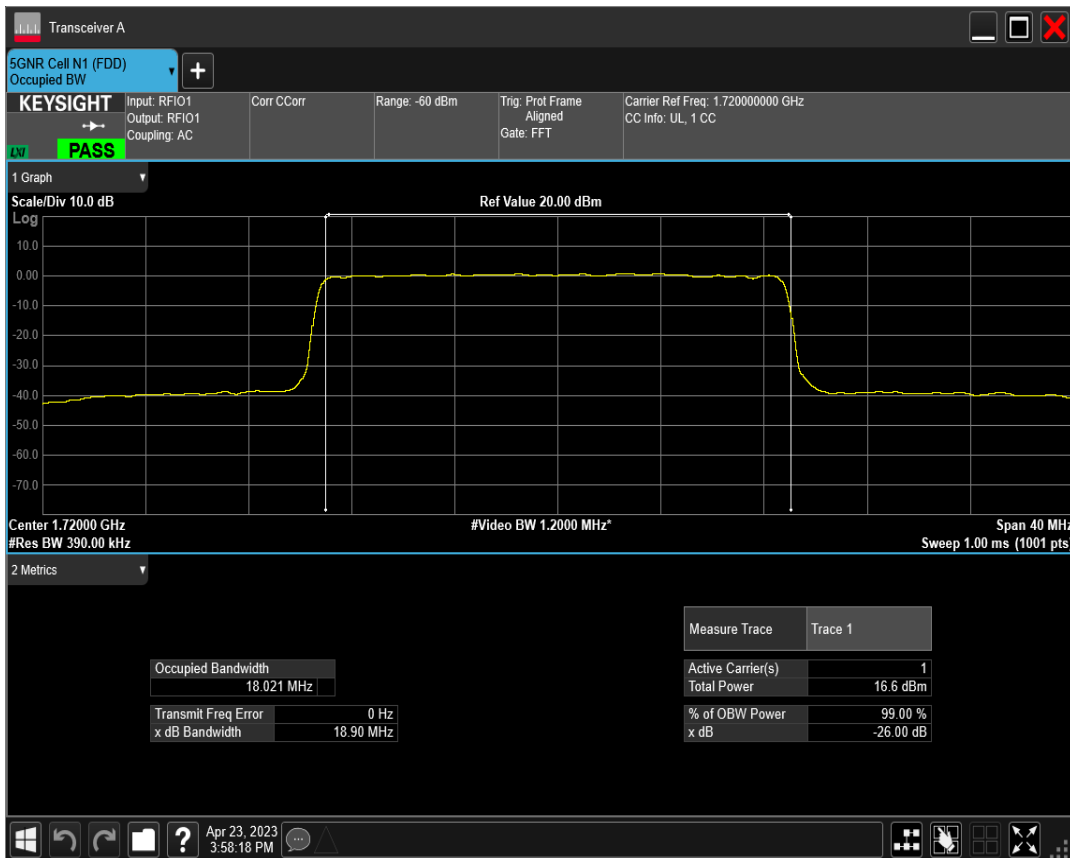 Transceiver A
5GNR Cell N1 (FDD)
Occupied BW
+
KEYSIGHT
LXI
PASS
Input: RFIO1
Output: RFIO1
Coupling: AC
Corr CCorr
Range: -60 dBm
Trig: Prot Frame
Aligned
Gate: FFT
Carrier Ref Freq: 1.720000000 GHz
CC Info: UL, 1 CC
1 Graph
Scale/Div 10.0 dB
Ref Value 20.00 dBm
Log
10.0
0.00
-10.0
-20.0
-30.0
-40.0
-50.0
-60.0
-70.0
Center 1.72000 GHz
#Video BW 1.2000 MHz*
Span 40 MHz
#Res BW 390.00 kHz
Sweep 1.00 ms (1001 pts)
2 Metrics
Measure Trace Trace 1
Occupied Bandwidth
18.021 MHz
Active Carrier(s) 1
Total Power 16.6 dBm
Transmit Freq Error 0 Hz
x dB Bandwidth 18.90 MHz
% of OBW Power 99.00 %
x dB -26.00 dB
?
Apr 23, 2023
3:58:18 PM